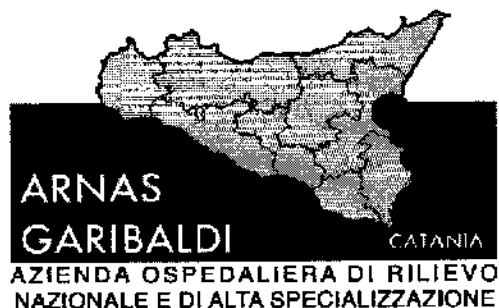 ARNAS
GARIBALDI
CATANIA
AZIENDA OSPEDALIERA DI RILIEVO
NAZIONALE E DI ALTA SPECIALIZZAZIONE